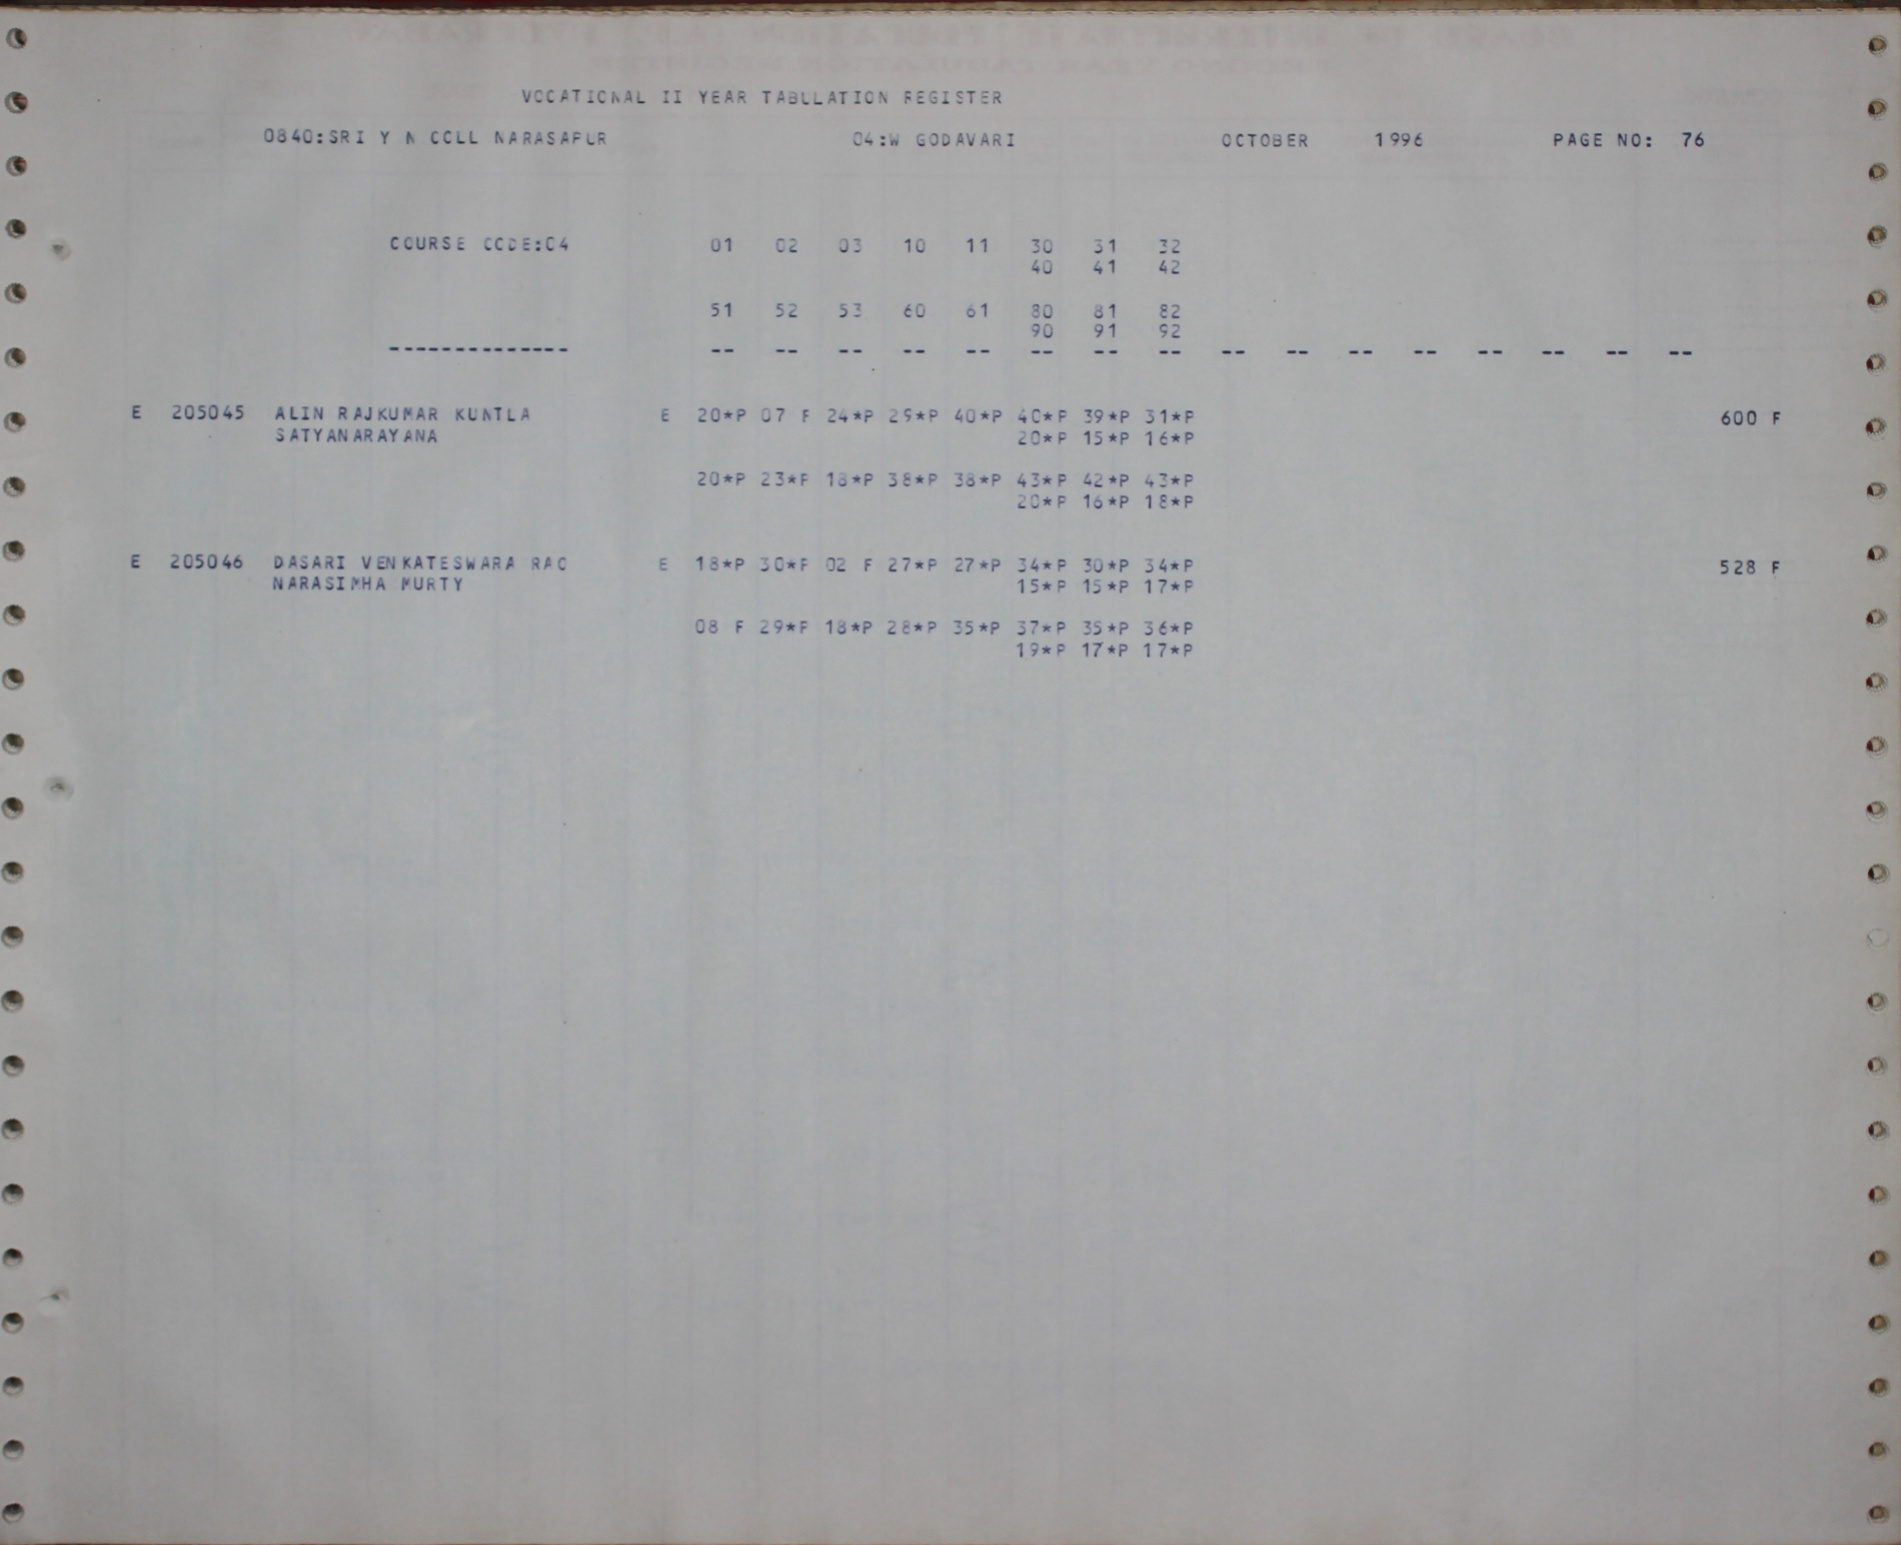 VOCATIONAL II YEAR TABULATION REGISTER
0840:SRI Y N COLL NARASAPUR 04:W GODAVARI OCTOBER 1996 PAGE NO: 76
COURSE CODE:04 01 02 03 10 11 30 31 32
40 41 42
51 52 53 60 61 80 81 82
90 91 92
-------------- -- -- -- -- -- -- -- -- -- -- -- -- -- -- -- --
E 205045 ALIN RAJKUMAR KUNTLA E 20*P 07 F 24*P 29*P 40*P 40*P 39*P 31*P 600 F
SATYANARAYANA 20*P 15*P 16*P
20*P 23*P 18*P 38*P 38*P 43*P 42*P 43*P
20*P 16*P 18*P
E 205046 DASARI VENKATESWARA RAO E 18*P 30*P 02 F 27*P 27*P 34*P 30*P 34*P 528 F
NARASIMHA MURTY 15*P 15*P 17*P
08 F 29*P 18*P 28*P 35*P 37*P 35*P 36*P
19*P 17*P 17*P